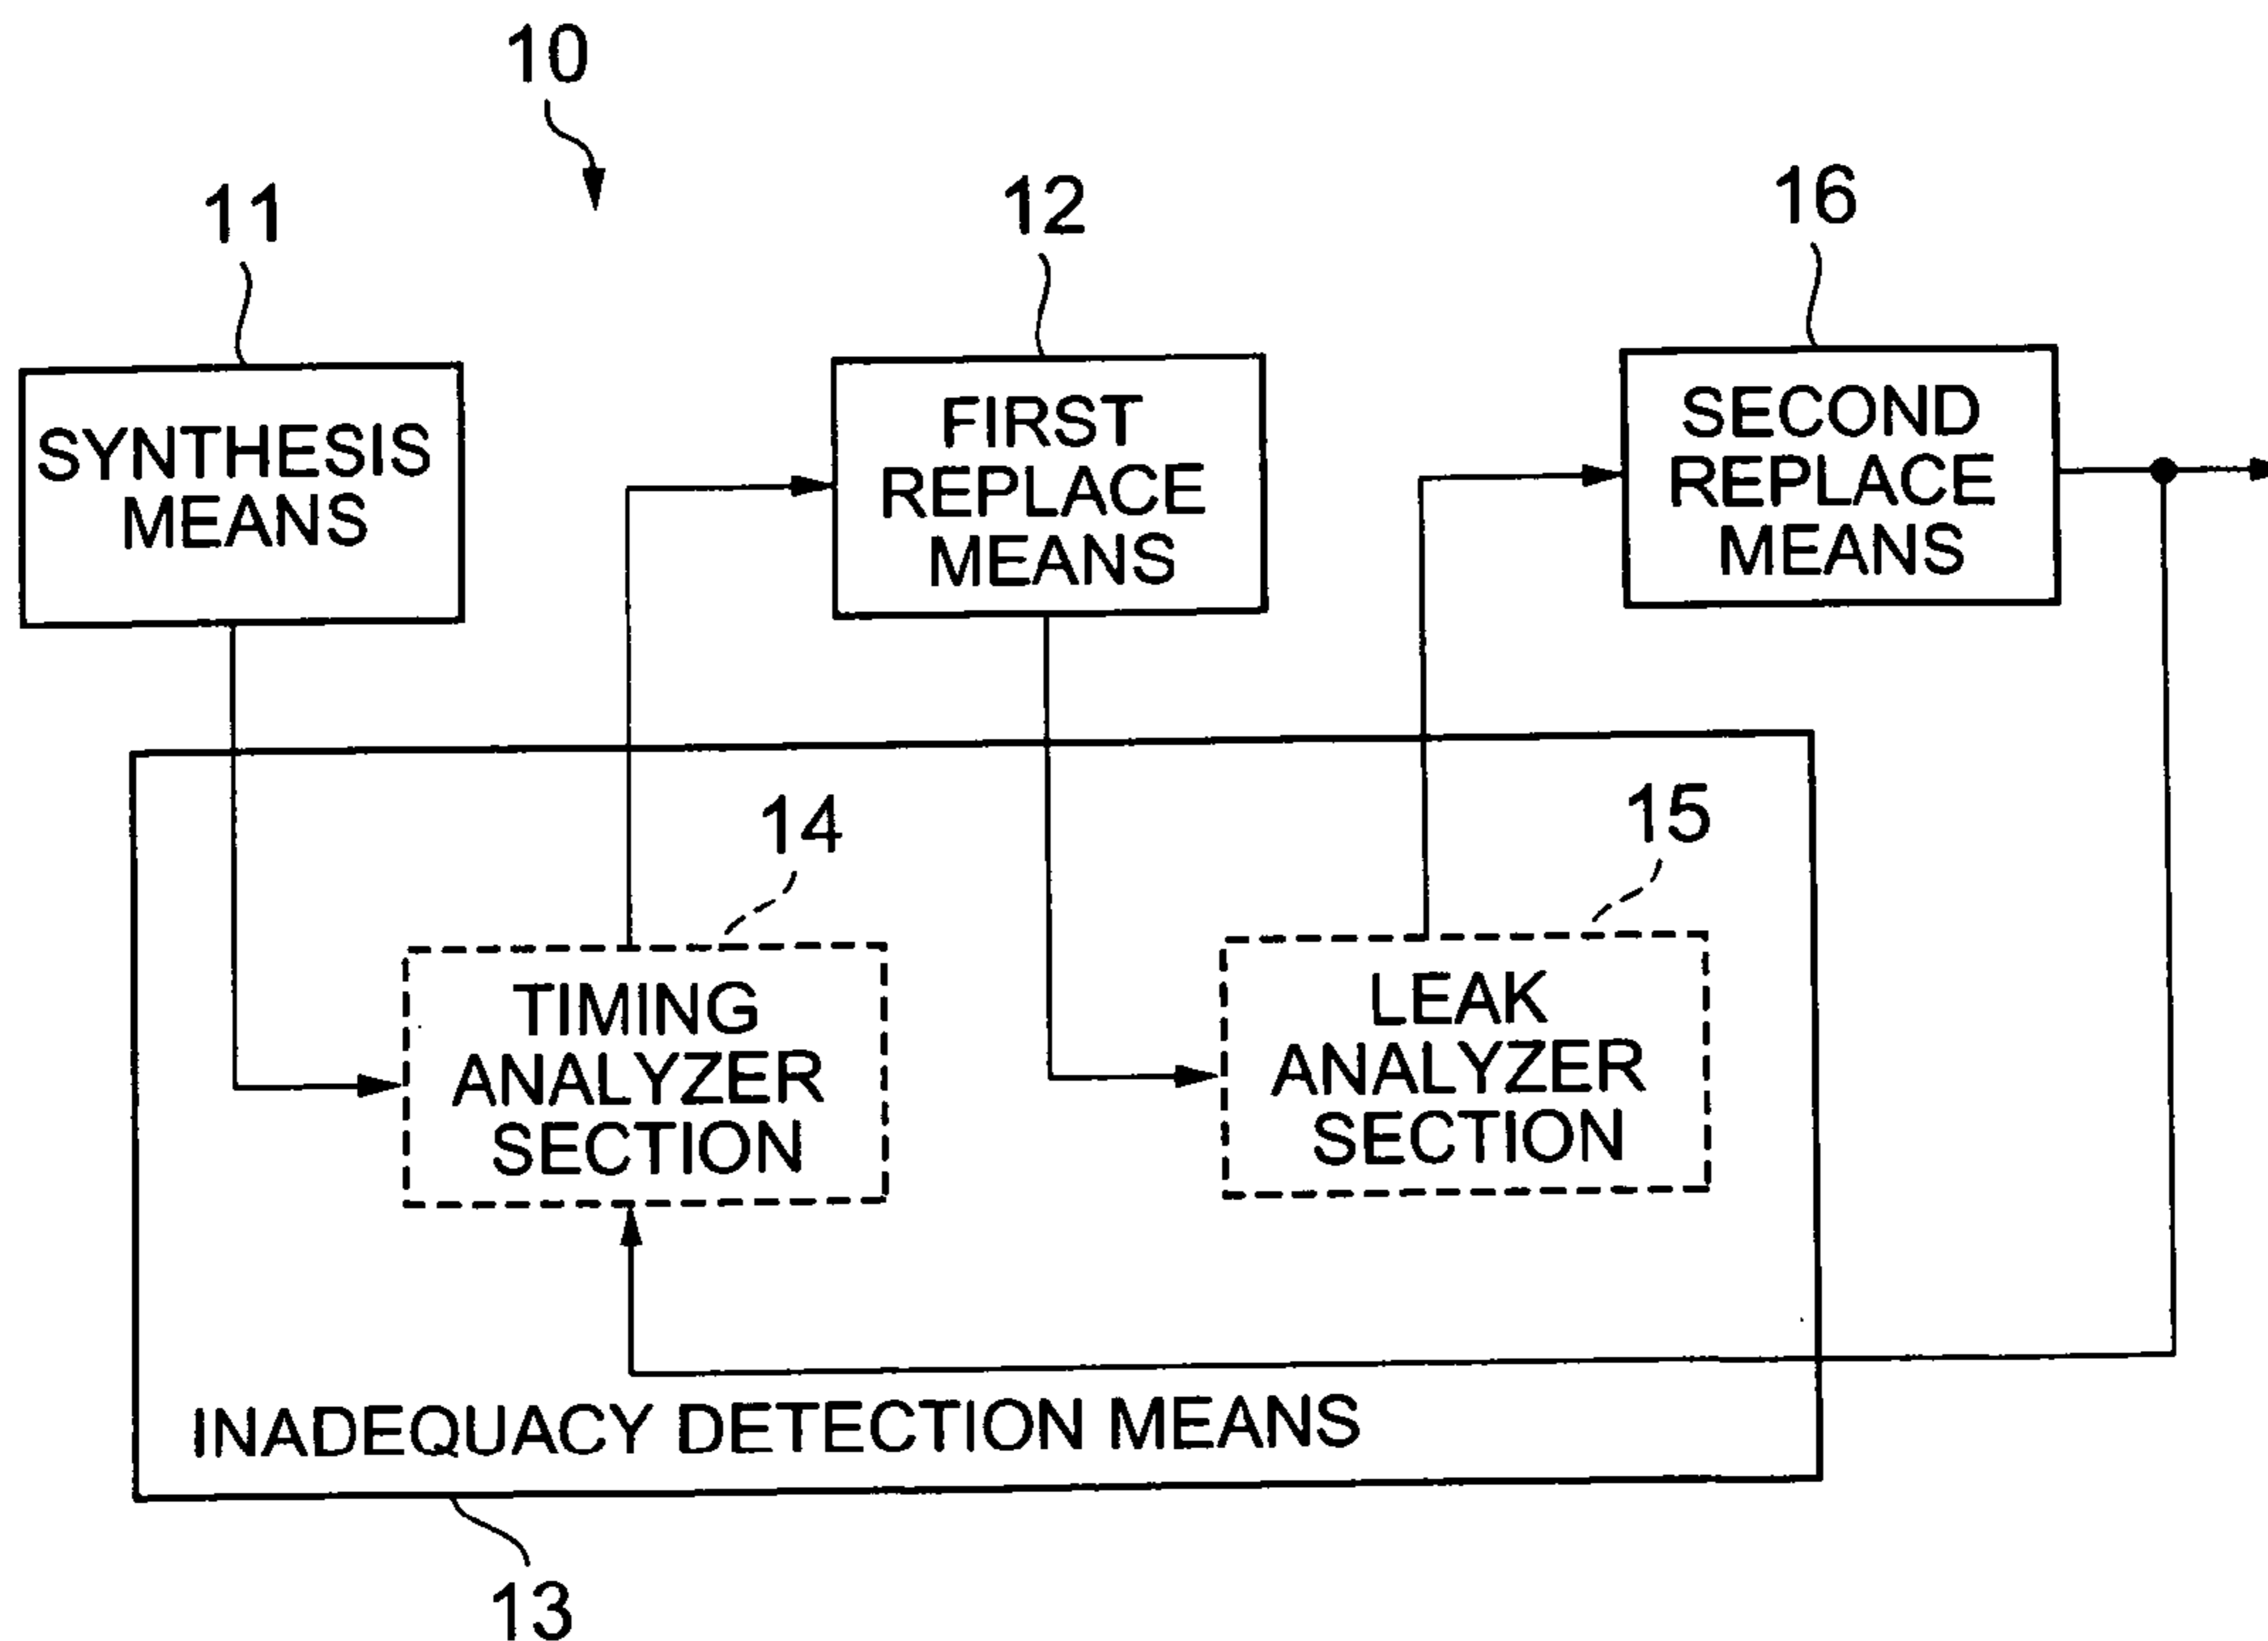 10
11
12
16
SYNTHESIS
MEANS
FIRST
REPLACE
MEANS
SECOND
REPLACE
MEANS
14
15
TIMING
ANALYZER
SECTION
LEAK
ANALYZER
SECTION
INADEQUACY DETECTION MEANS
13